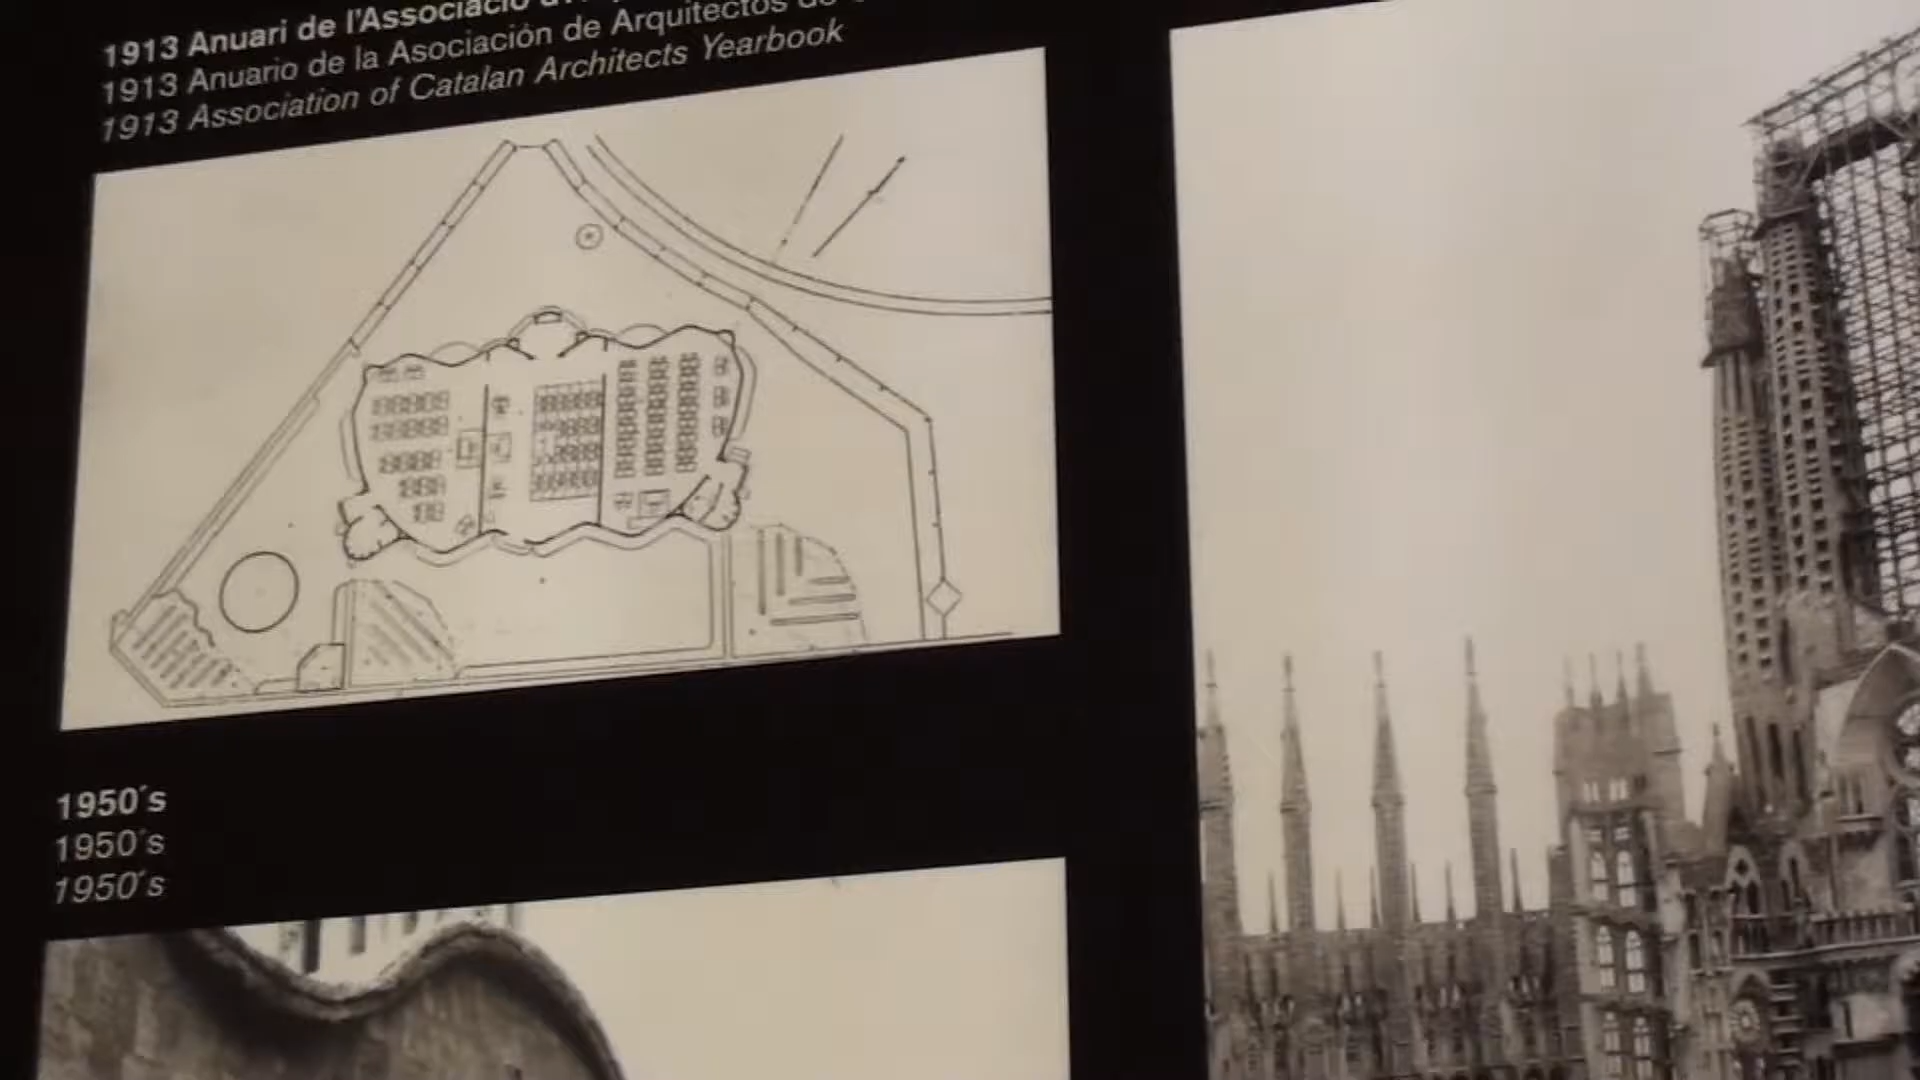 1913 Anuari de l'Associació
1913 Anuario de la Asociación de Arquitectos de
1913 Association of Catalan Architects Yearbook
1950´s
1950´s
1950´s